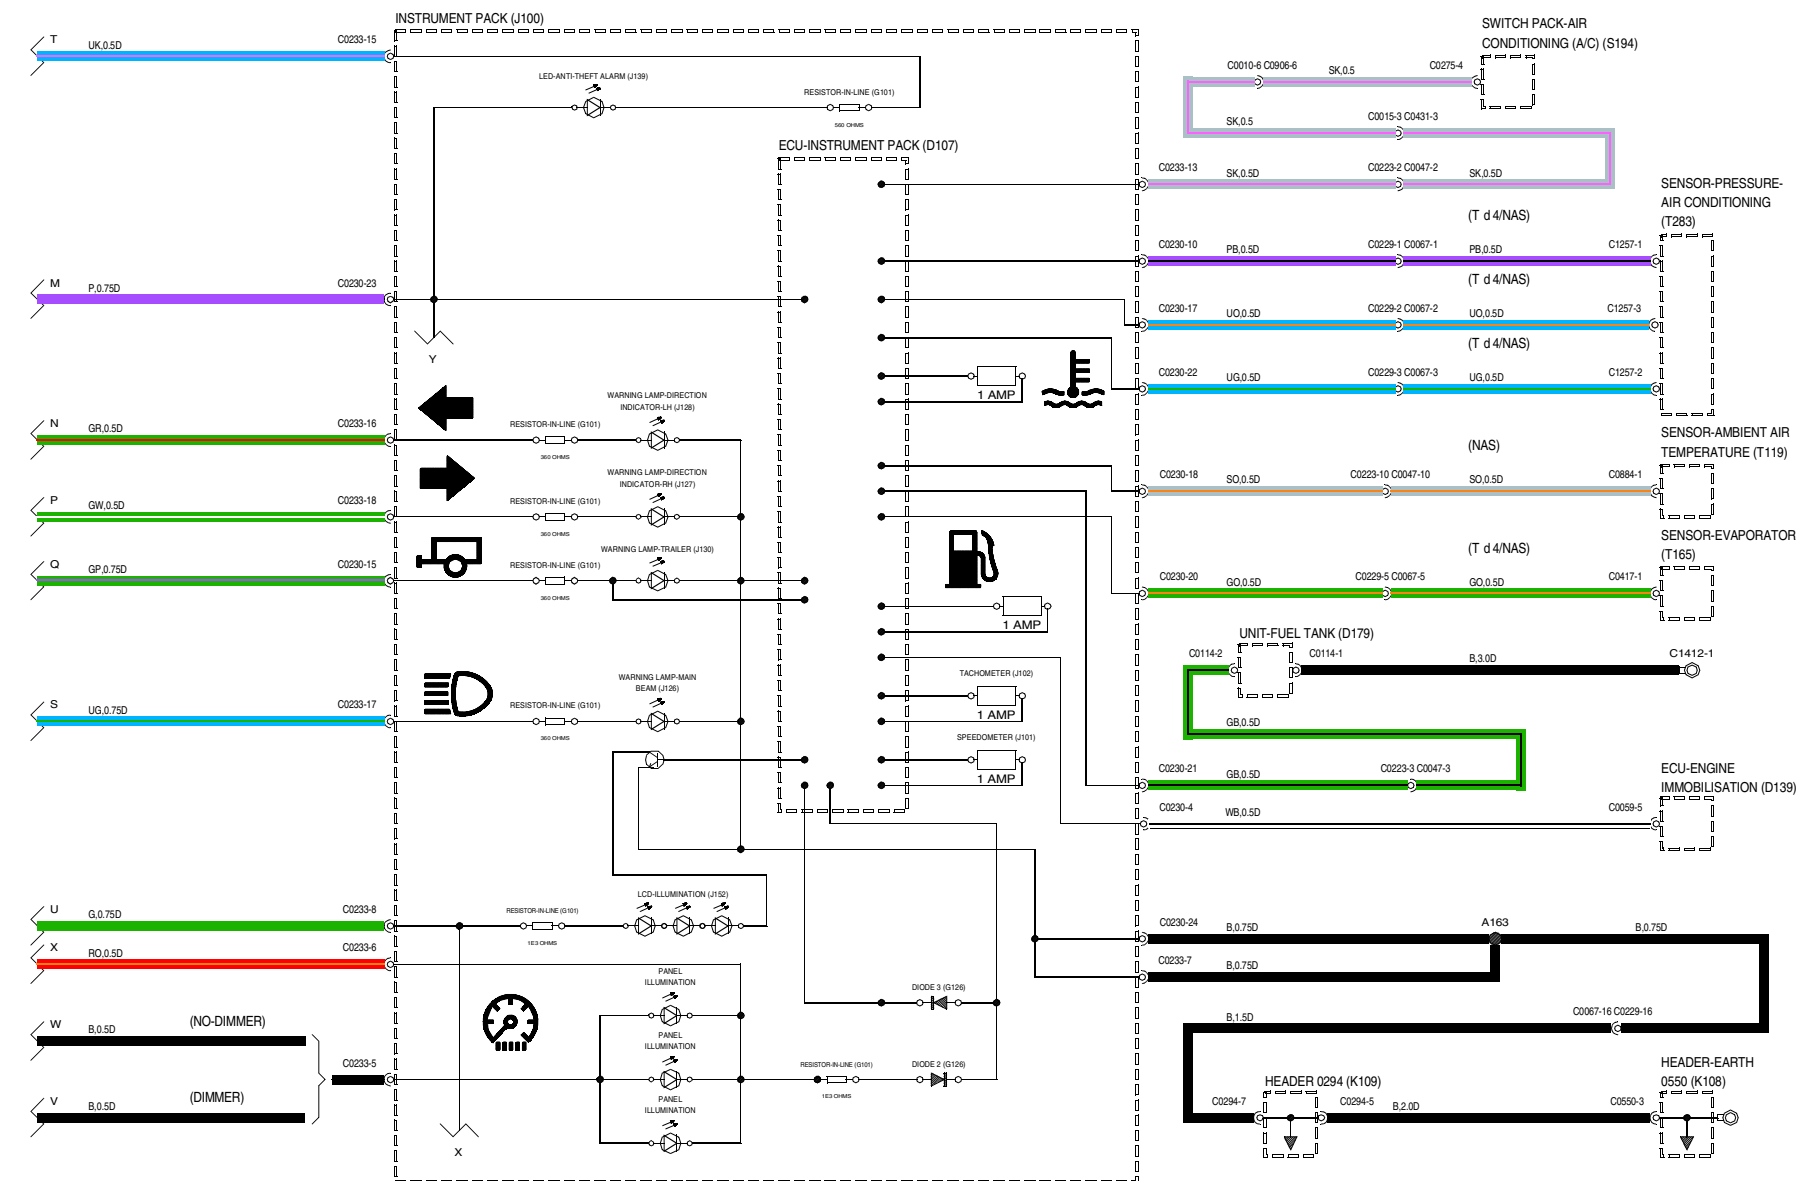 INSTRUMENT PACK (J100)
T
UK,0.5D
C0233-15
LED-ANTI-THEFT ALARM (J139)
RESISTOR-IN-LINE (G101)
560 OHMS
ECU-INSTRUMENT PACK (D107)
M
P,0.75D
C0230-23
Y
WARNING LAMP-DIRECTION
INDICATOR-LH (J128)
N
GR,0.5D
C0233-16
RESISTOR-IN-LINE (G101)
360 OHMS
WARNING LAMP-DIRECTION
INDICATOR-RH (J127)
P
GW,0.5D
C0233-18
RESISTOR-IN-LINE (G101)
360 OHMS
WARNING LAMP-TRAILER (J130)
Q
GP,0.75D
C0230-15
RESISTOR-IN-LINE (G101)
360 OHMS
WARNING LAMP-MAIN
BEAM (J126)
S
UG,0.75D
C0233-17
RESISTOR-IN-LINE (G101)
360 OHMS
1 AMP
1 AMP
TACHOMETER (J102)
1 AMP
SPEEDOMETER (J101)
1 AMP
LCD-ILLUMINATION (J152)
U
G,0.75D
C0233-8
RESISTOR-IN-LINE (G101)
1E3 OHMS
X
RO,0.5D
C0233-6
PANEL
ILLUMINATION
DIODE 3 (G126)
W
B,0.5D
(NO-DIMMER)
PANEL
ILLUMINATION
C0233-5
RESISTOR-IN-LINE (G101)
1E3 OHMS
DIODE 2 (G126)
V
B,0.5D
(DIMMER)
PANEL
ILLUMINATION
X
SWITCH PACK-AIR
CONDITIONING (A/C) (S194)
C0010-6 C0906-6
SK,0.5
C0275-4
SK,0.5
C0015-3 C0431-3
C0233-13
SK,0.5D
C0223-2 C0047-2
SK,0.5D
SENSOR-PRESSURE-
AIR CONDITIONING
(T283)
(T d 4/NAS)
C0230-10
PB,0.5D
C0229-1 C0067-1
PB,0.5D
C1257-1
(T d 4/NAS)
C0230-17
UO,0.5D
C0229-2 C0067-2
UO,0.5D
C1257-3
(T d 4/NAS)
C0230-22
UG,0.5D
C0229-3 C0067-3
UG,0.5D
C1257-2
SENSOR-AMBIENT AIR
TEMPERATURE (T119)
(NAS)
C0230-18
SO,0.5D
C0223-10 C0047-10
SO,0.5D
C0884-1
SENSOR-EVAPORATOR
(T165)
(T d 4/NAS)
C0230-20
GO,0.5D
C0229-5 C0067-5
GO,0.5D
C0417-1
UNIT-FUEL TANK (D179)
C0114-2
C0114-1
B,3.0D
C1412-1
GB,0.5D
C0230-21
GB,0.5D
C0223-3 C0047-3
ECU-ENGINE
IMMOBILISATION (D139)
C0230-4
WB,0.5D
C0059-5
C0230-24
B,0.75D
A163
B,0.75D
C0233-7
B,0.75D
B,1.5D
C0067-16 C0229-16
HEADER 0294 (K109)
HEADER-EARTH
0550 (K108)
C0294-7
C0294-5
B,2.0D
C0550-3